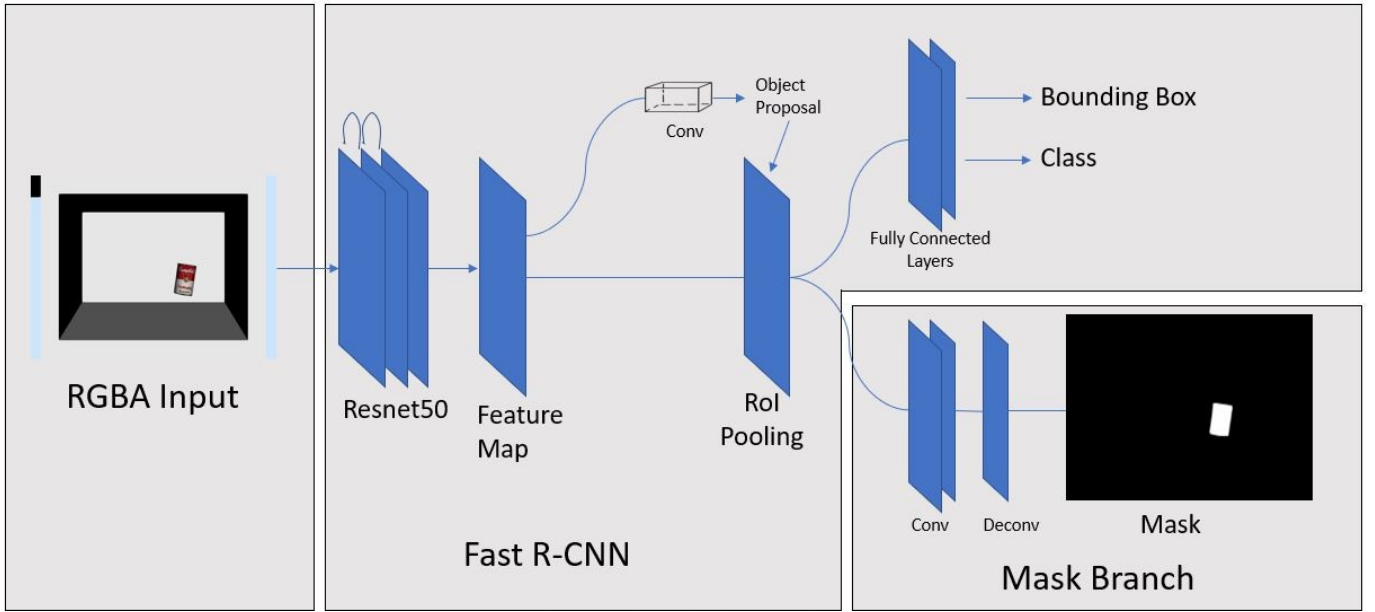 RGBA Input
Resnet50
Feature
Map
Conv
Object
Proposal
RoI
Pooling
Fully Connected
Layers
Bounding Box
Class
Fast R-CNN
Conv
Deconv
Mask
Mask Branch